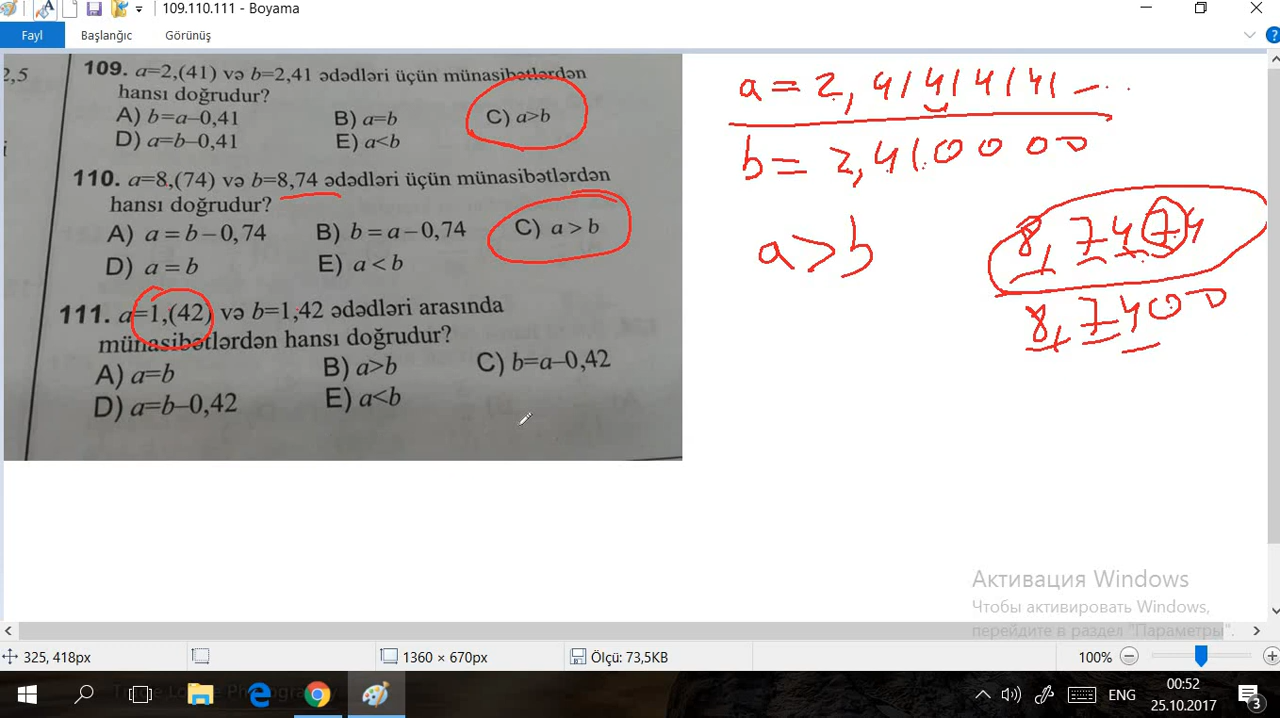 109.110.111 - Boyama
Fayl Başlanğıc Görünüş
2,5
109. a=2,(41) və b=2,41 ədədləri üçün münasibətlərdən
hansı doğrudur?
A) b=a–0,41 B) a=b C) a>b
D) a=b–0,41 E) a<b
110. a=8,(74) və b=8,74 ədədləri üçün münasibətlərdən
hansı doğrudur?
A) a=b–0,74 B) b=a–0,74 C) a>b
D) a=b E) a<b
111. a=1,(42) və b=1,42 ədədləri arasında
münasibətlərdən hansı doğrudur?
A) a=b B) a>b C) b=a–0,42
D) a=b–0,42 E) a<b
a = 2,41414141...
b = 2,410000
a>b
8,7474
8,7400
Активация Windows
Чтобы активировать Windows,
перейдите в раздел "Параметры".
325, 418px 1360 × 670px Ölçü: 73,5KB 100%
ENG 00:52
25.10.2017 3